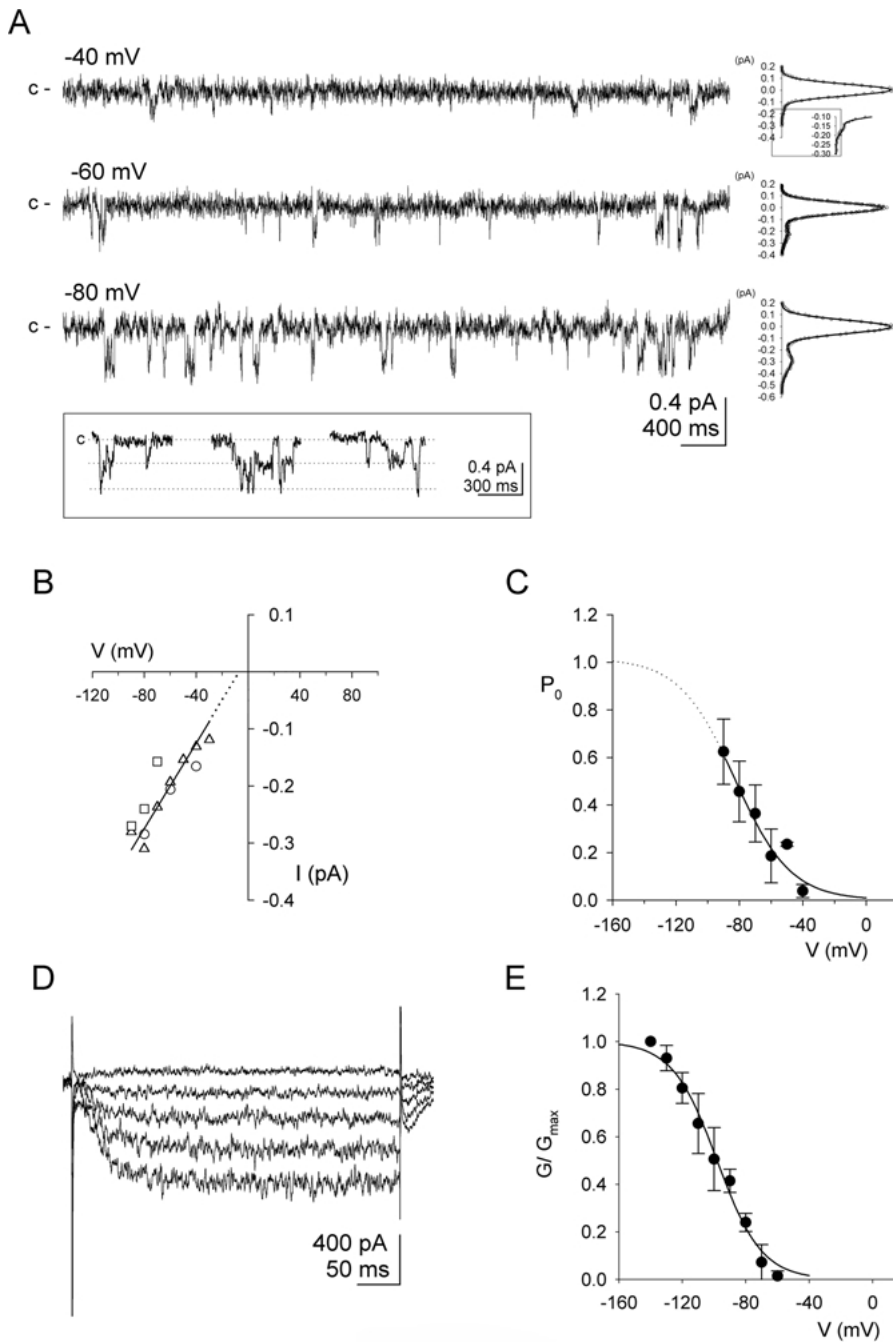 A
-40 mV
c -
(pA)
0.2
0.1
0.0
-0.1
-0.2
-0.3
-0.4
-0.10
-0.15
-0.20
-0.25
-0.30
-60 mV
c -
0.2
0.1
0.0
-0.1
-0.2
-0.3
-0.4
-80 mV
c -
(pA)
0.2
0.1
0.0
-0.1
-0.2
-0.3
-0.4
-0.5
-0.6
0.4 pA
400 ms
c
0.4 pA
300 ms
B
V (mV)
0.1
-120 -80 -40 40 80
-0.1
-0.2
-0.3
-0.4
I (pA)
C
1.2
1.0
0.8
0.6
0.4
0.2
0.0
P0
-160 -120 -80 -40 0
V (mV)
D
400 pA
50 ms
E
1.2
1.0
0.8
0.6
0.4
0.2
0.0
G/ Gmax
-160 -120 -80 -40 0
V (mV)